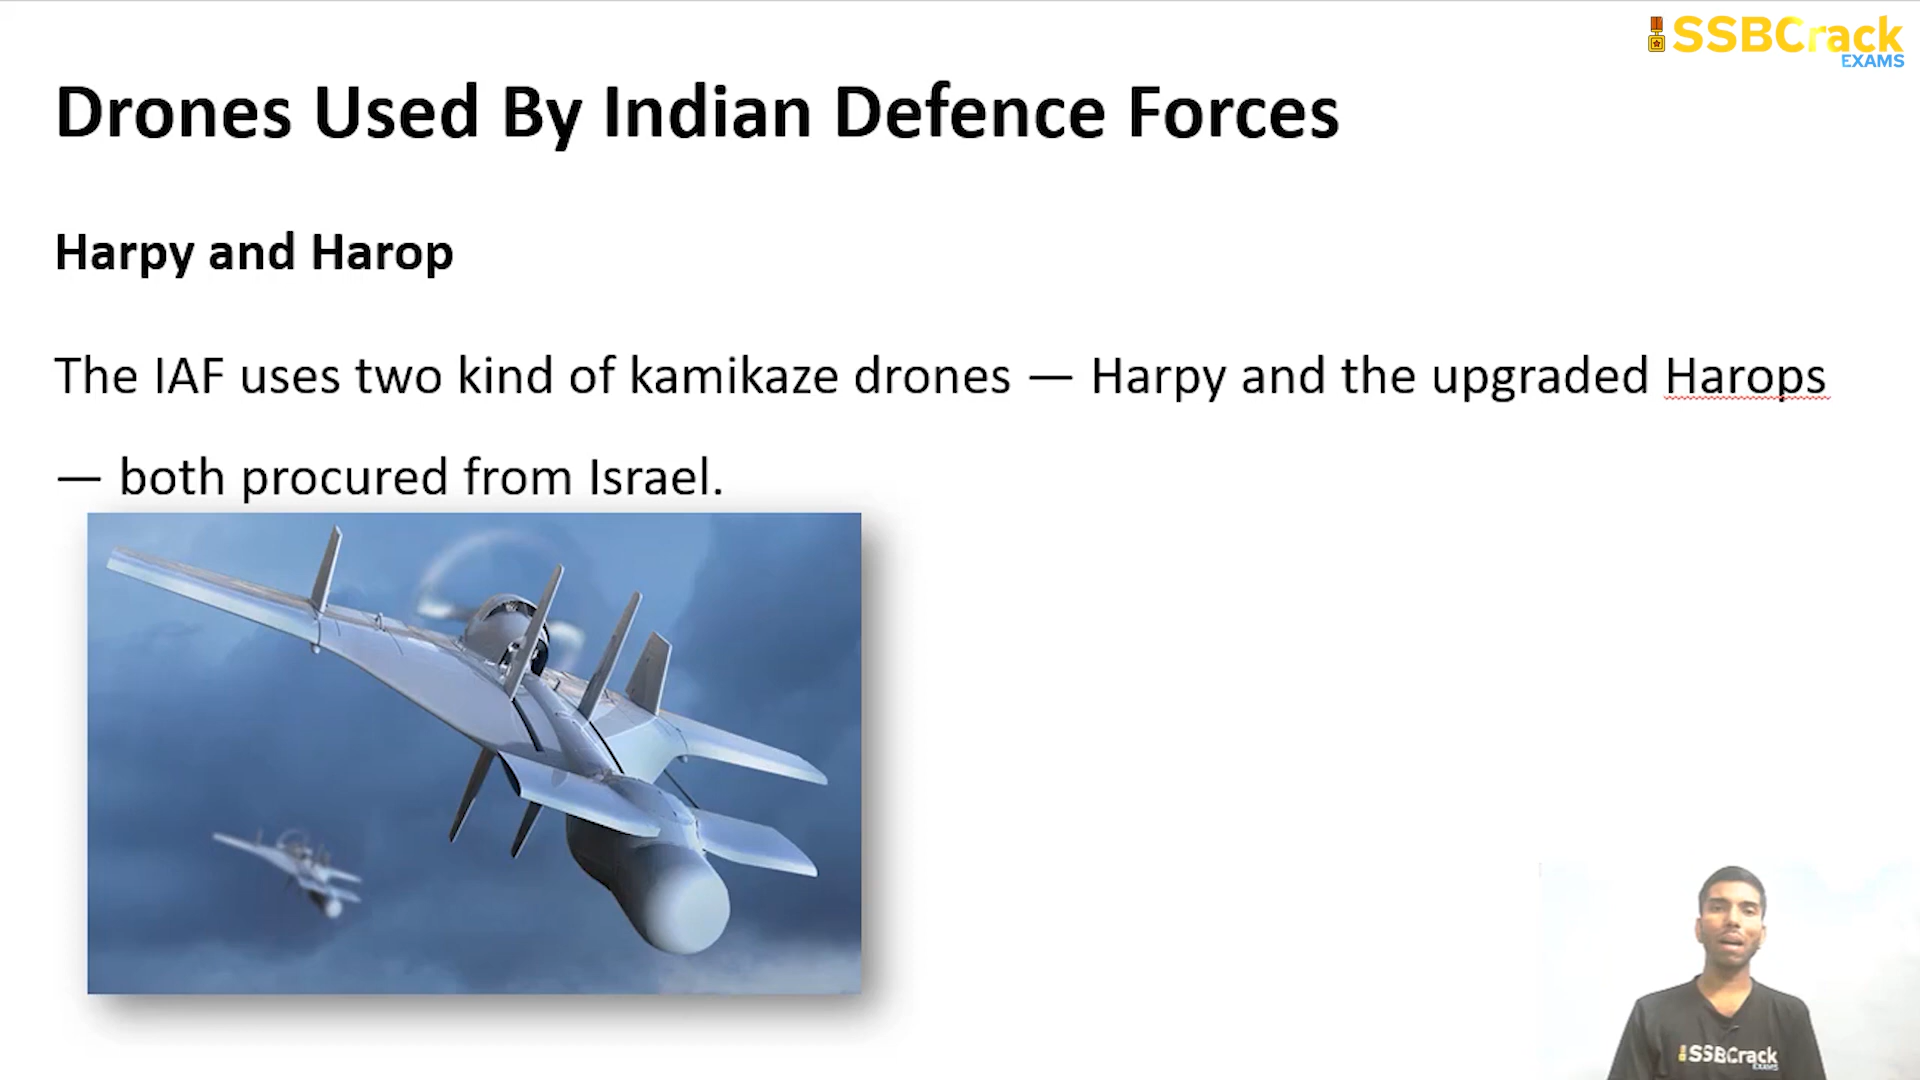 SSBCrack
EXAMS
Drones Used By Indian Defence Forces
Harpy and Harop
The IAF uses two kind of kamikaze drones — Harpy and the upgraded Harops
— both procured from Israel.
SSBCrack
EXAMS